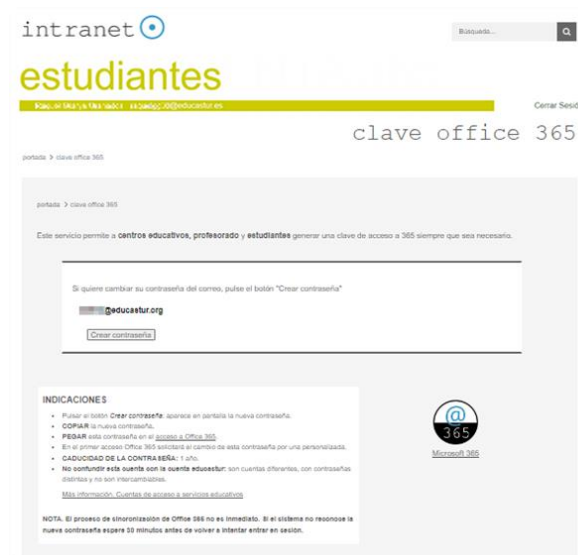 intranet
Búsqueda...
estudiantes
@educastur.es
Cerrar Sesió
clave office 365
portada > clave office 365
portada > clave office 365
Este servicio permite a centros educativos, profesorado y estudiantes generar una clave de acceso a 365 siempre que sea necesario.
Si quiere cambiar su contraseña del correo, pulse el botón "Crear contraseña"
@educastur.org
Crear contraseña
INDICACIONES
• Pulsar el botón Crear contraseña: aparece en pantalla la nueva contraseña.
• COPIAR la nueva contraseña.
• PEGAR esta contraseña en el acceso a Office 365.
• En el primer acceso Office 365 solicitará el cambio de esta contraseña por una personalizada.
• CADUCIDAD DE LA CONTRASEÑA: 1 año.
• No confundir esta cuenta con la cuenta educastur: son cuentas diferentes, con contraseñas
distintas y no son intercambiables.
Más información. Cuentas de acceso a servicios educativos
NOTA. El proceso de sincronización de Office 365 no es inmediato. Si el sistema no reconoce la
nueva contraseña espere 30 minutos antes de volver a intentar entrar en sesión.
@
365
Microsoft 365